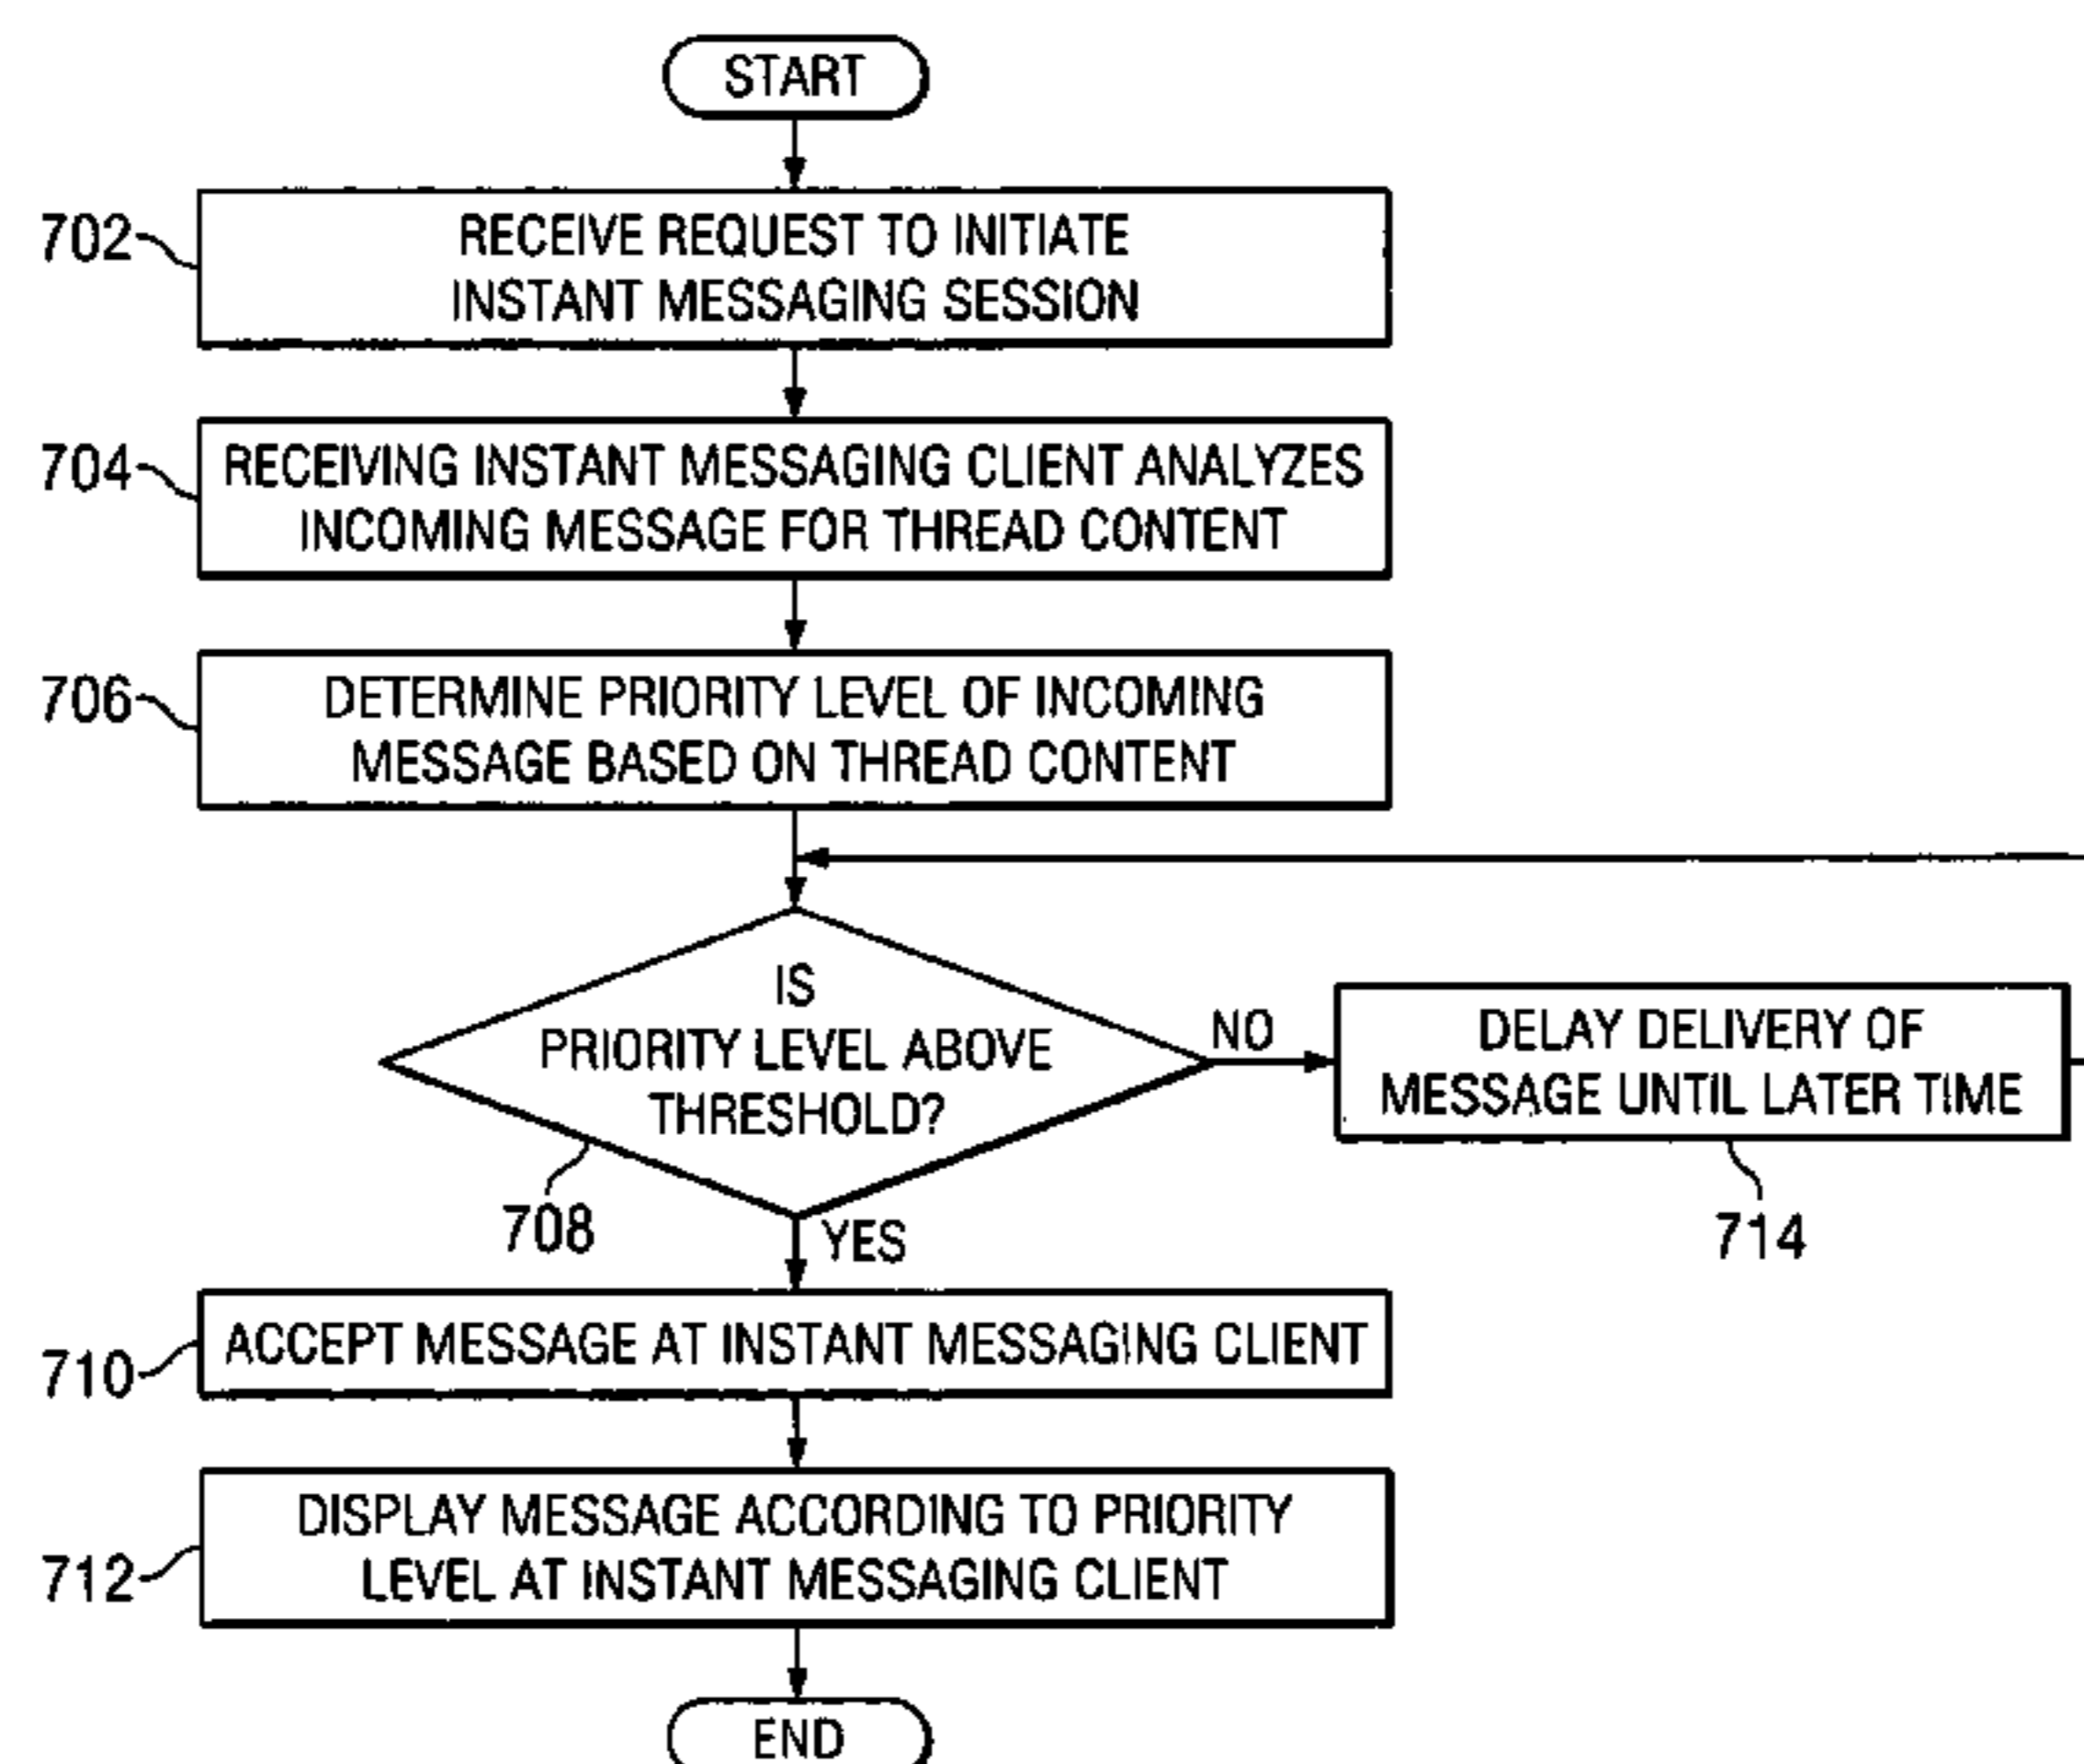 START
702
RECEIVE REQUEST TO INITIATE
INSTANT MESSAGING SESSION
704
RECEIVING INSTANT MESSAGING CLIENT ANALYZES
INCOMING MESSAGE FOR THREAD CONTENT
706
DETERMINE PRIORITY LEVEL OF INCOMING
MESSAGE BASED ON THREAD CONTENT
IS
PRIORITY LEVEL ABOVE
THRESHOLD?
708
NO
DELAY DELIVERY OF
MESSAGE UNTIL LATER TIME
714
YES
710
ACCEPT MESSAGE AT INSTANT MESSAGING CLIENT
712
DISPLAY MESSAGE ACCORDING TO PRIORITY
LEVEL AT INSTANT MESSAGING CLIENT
END